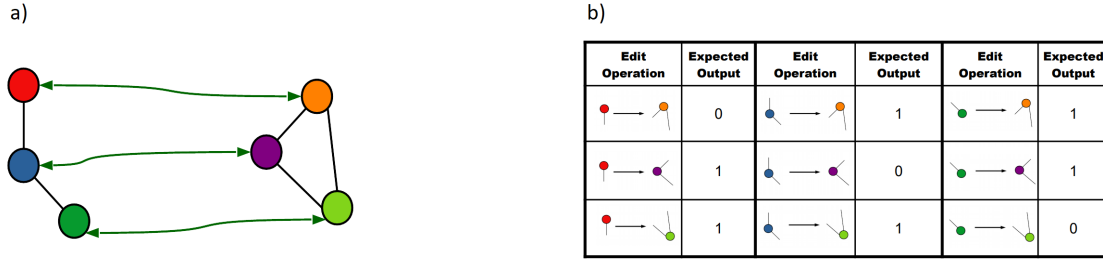 a)
b)
Edit Operation Expected Output Edit Operation Expected Output Edit Operation Expected Output
0 1 1
1 0 1
1 1 0